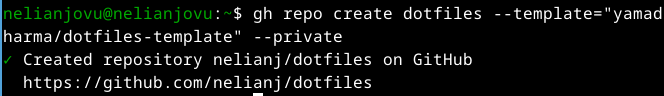 nelianjovu@nelianjovu:~$ gh repo create dotfiles --template="yamad
harma/dotfiles-template" --private
✓ Created repository nelianj/dotfiles on GitHub
https://github.com/nelianj/dotfiles